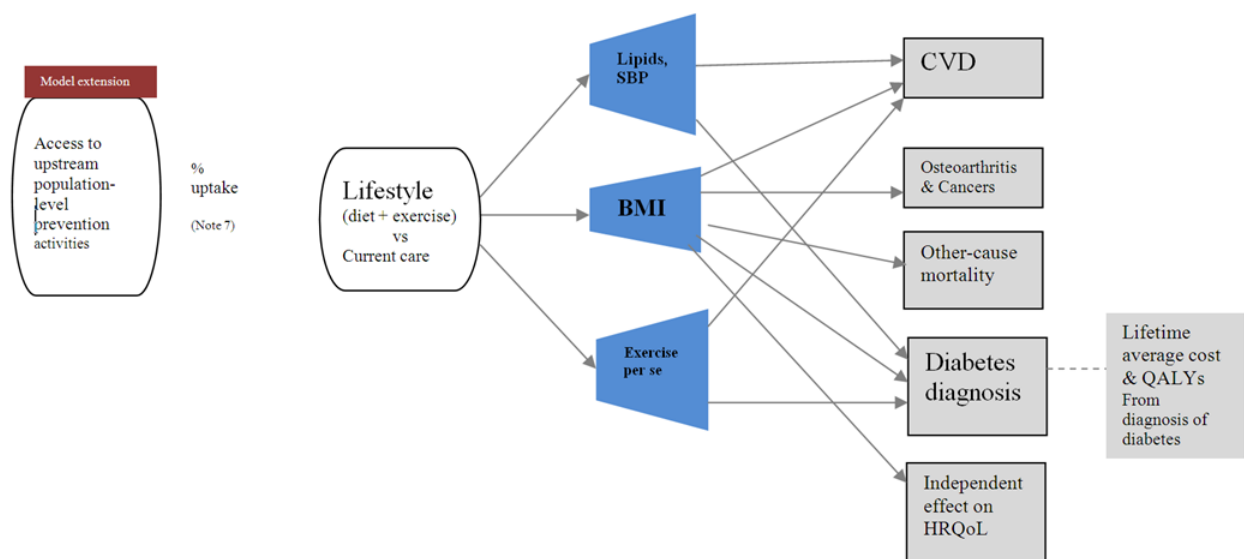 Model extension
Access to
upstream
population-
level
prevention
activities
%
uptake
(Note 7)
Lifestyle
(diet + exercise)
vs
Current care
Lipids,
SBP
BMI
Exercise
per se
CVD
Osteoarthritis
& Cancers
Other-cause
mortality
Diabetes
diagnosis
Independent
effect on
HRQoL
Lifetime
average cost
& QALYs
From
diagnosis of
diabetes